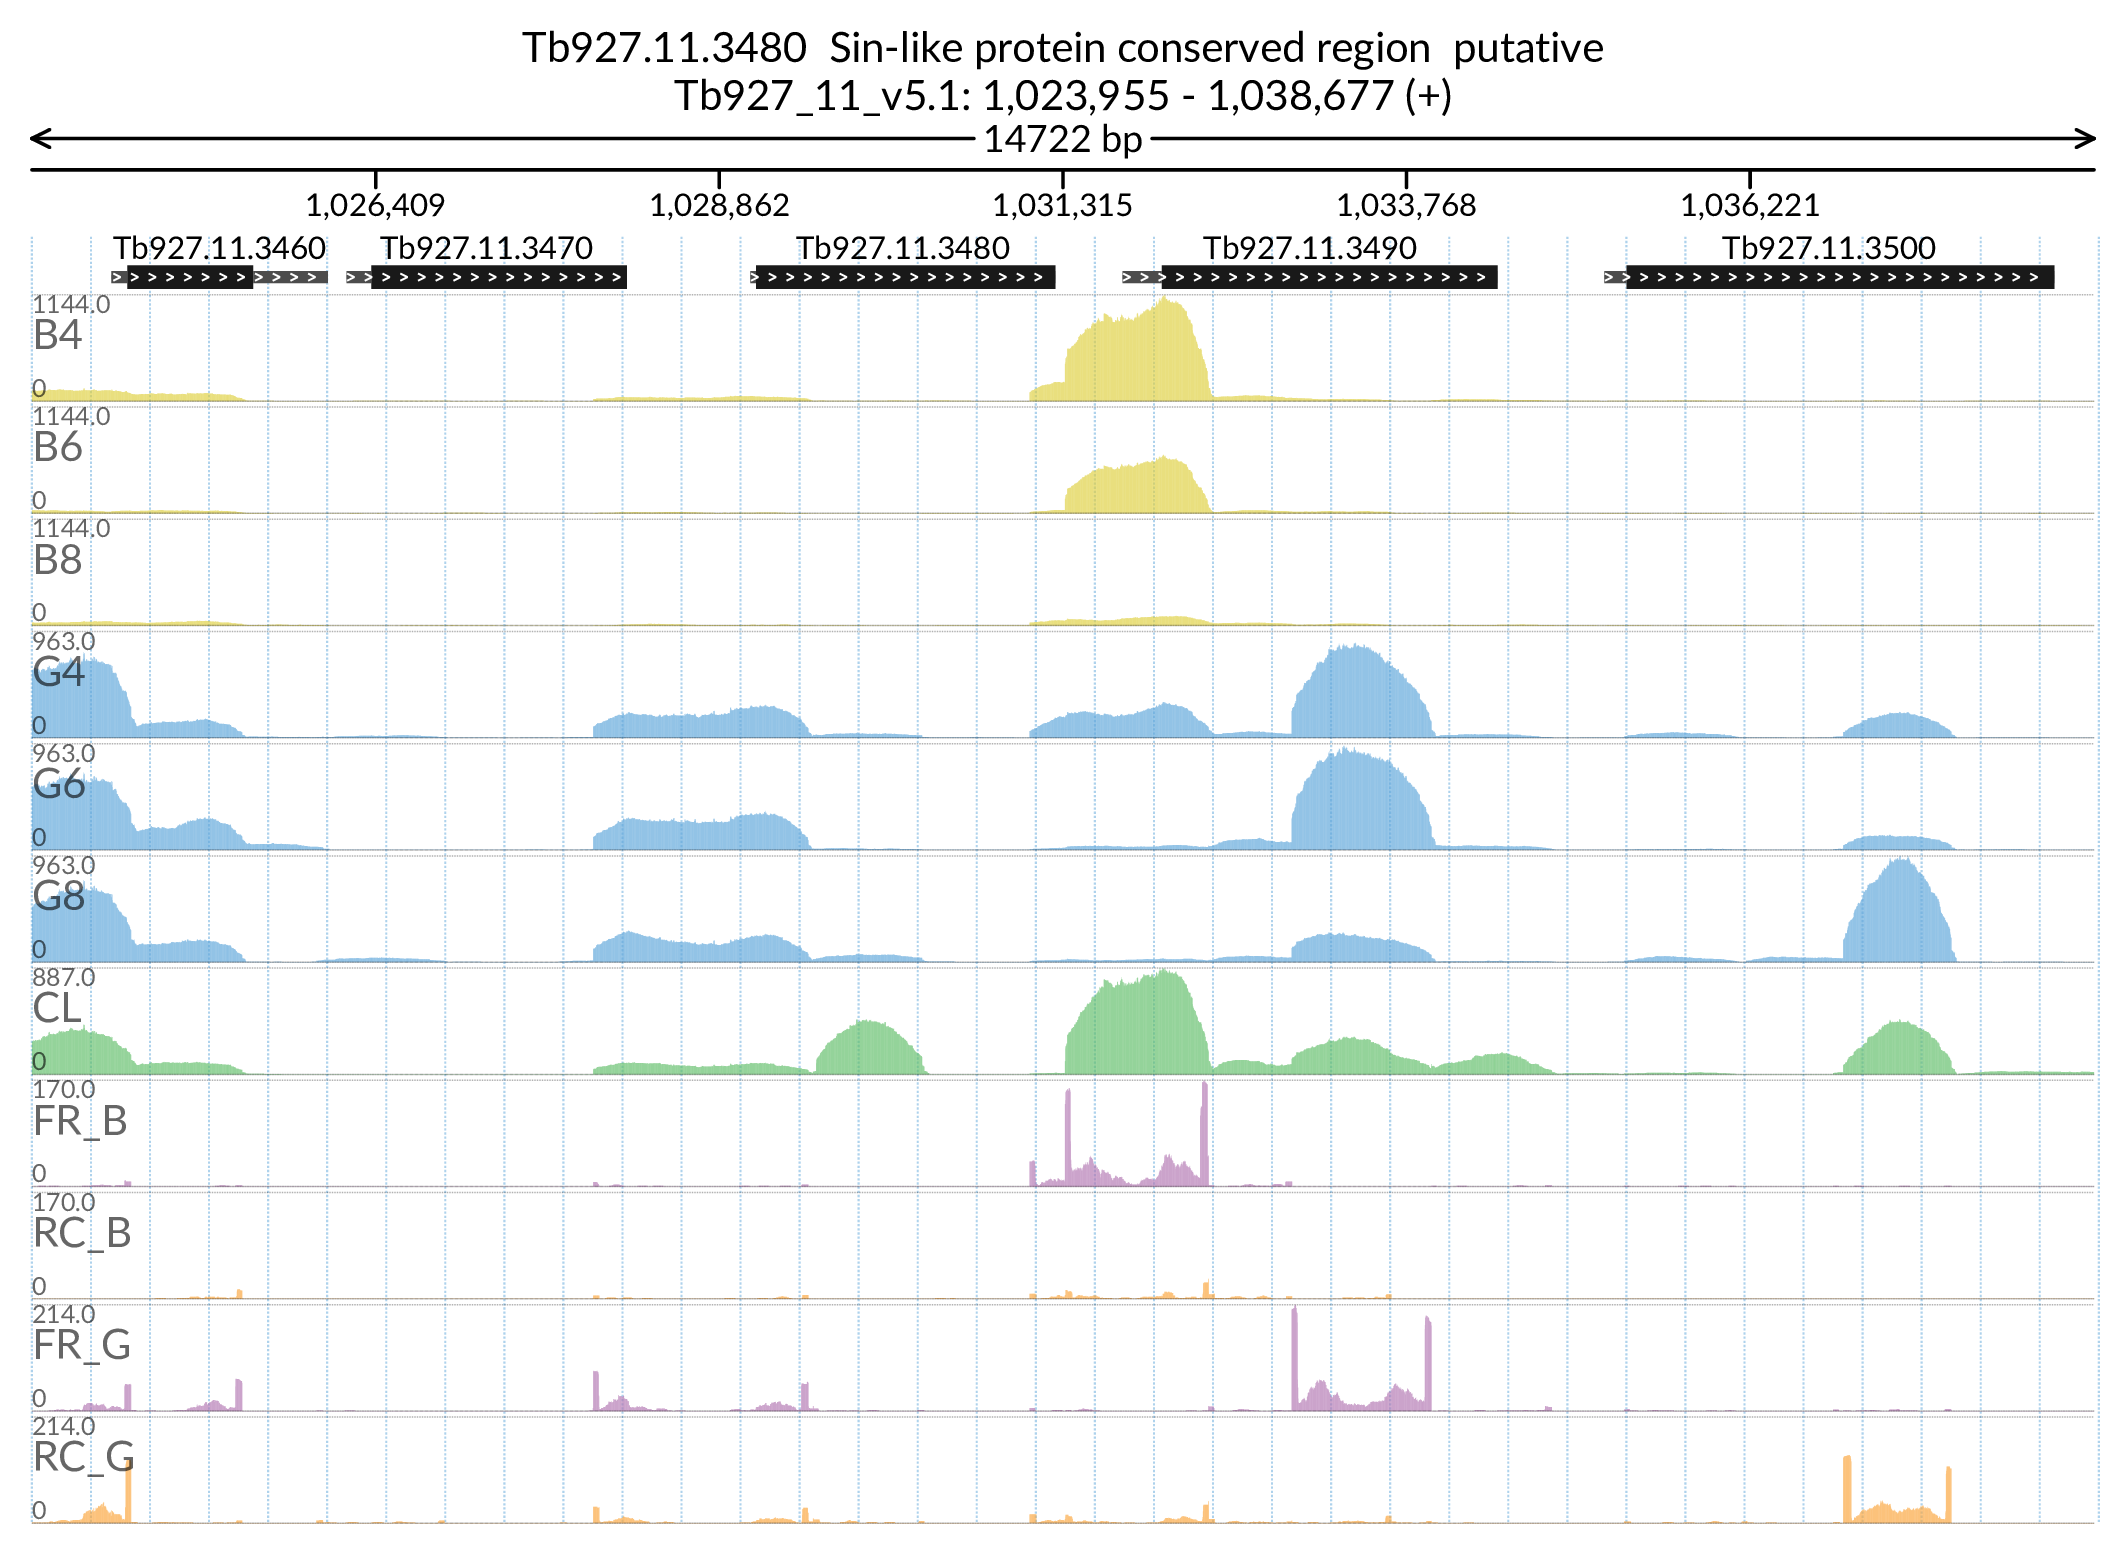 Tb927.11.3480  Sin-like protein conserved region  putative
Tb927_11_v5.1: 1,023,955 - 1,038,677 (+)
14722 bp
1,026,409 1,028,862 1,031,315 1,033,768 1,036,221
Tb927.11.3460 Tb927.11.3470 Tb927.11.3480 Tb927.11.3490 Tb927.11.3500
1144.0
B4
0
1144.0
B6
0
1144.0
B8
0
963.0
G4
0
963.0
G6
0
963.0
G8
0
887.0
CL
0
170.0
FR_B
0
170.0
RC_B
0
214.0
FR_G
0
214.0
RC_G
0